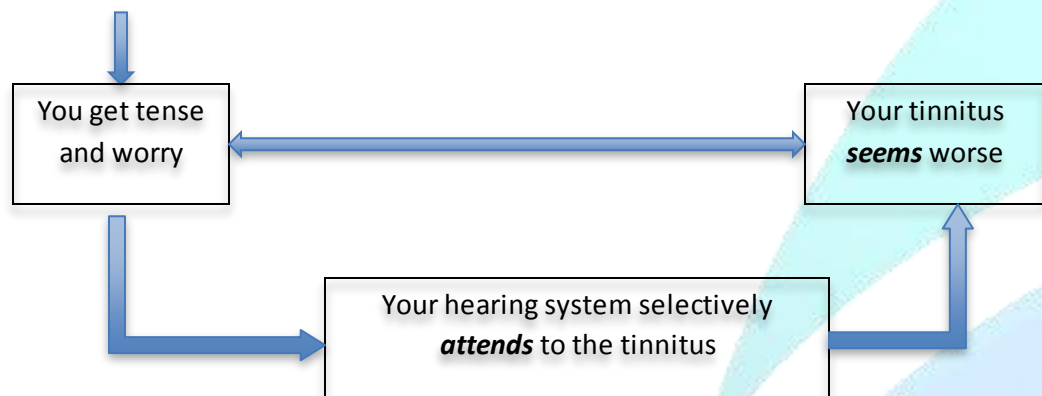 You get tense
and worry
Your tinnitus
seems worse
Your hearing system selectively
attends to the tinnitus